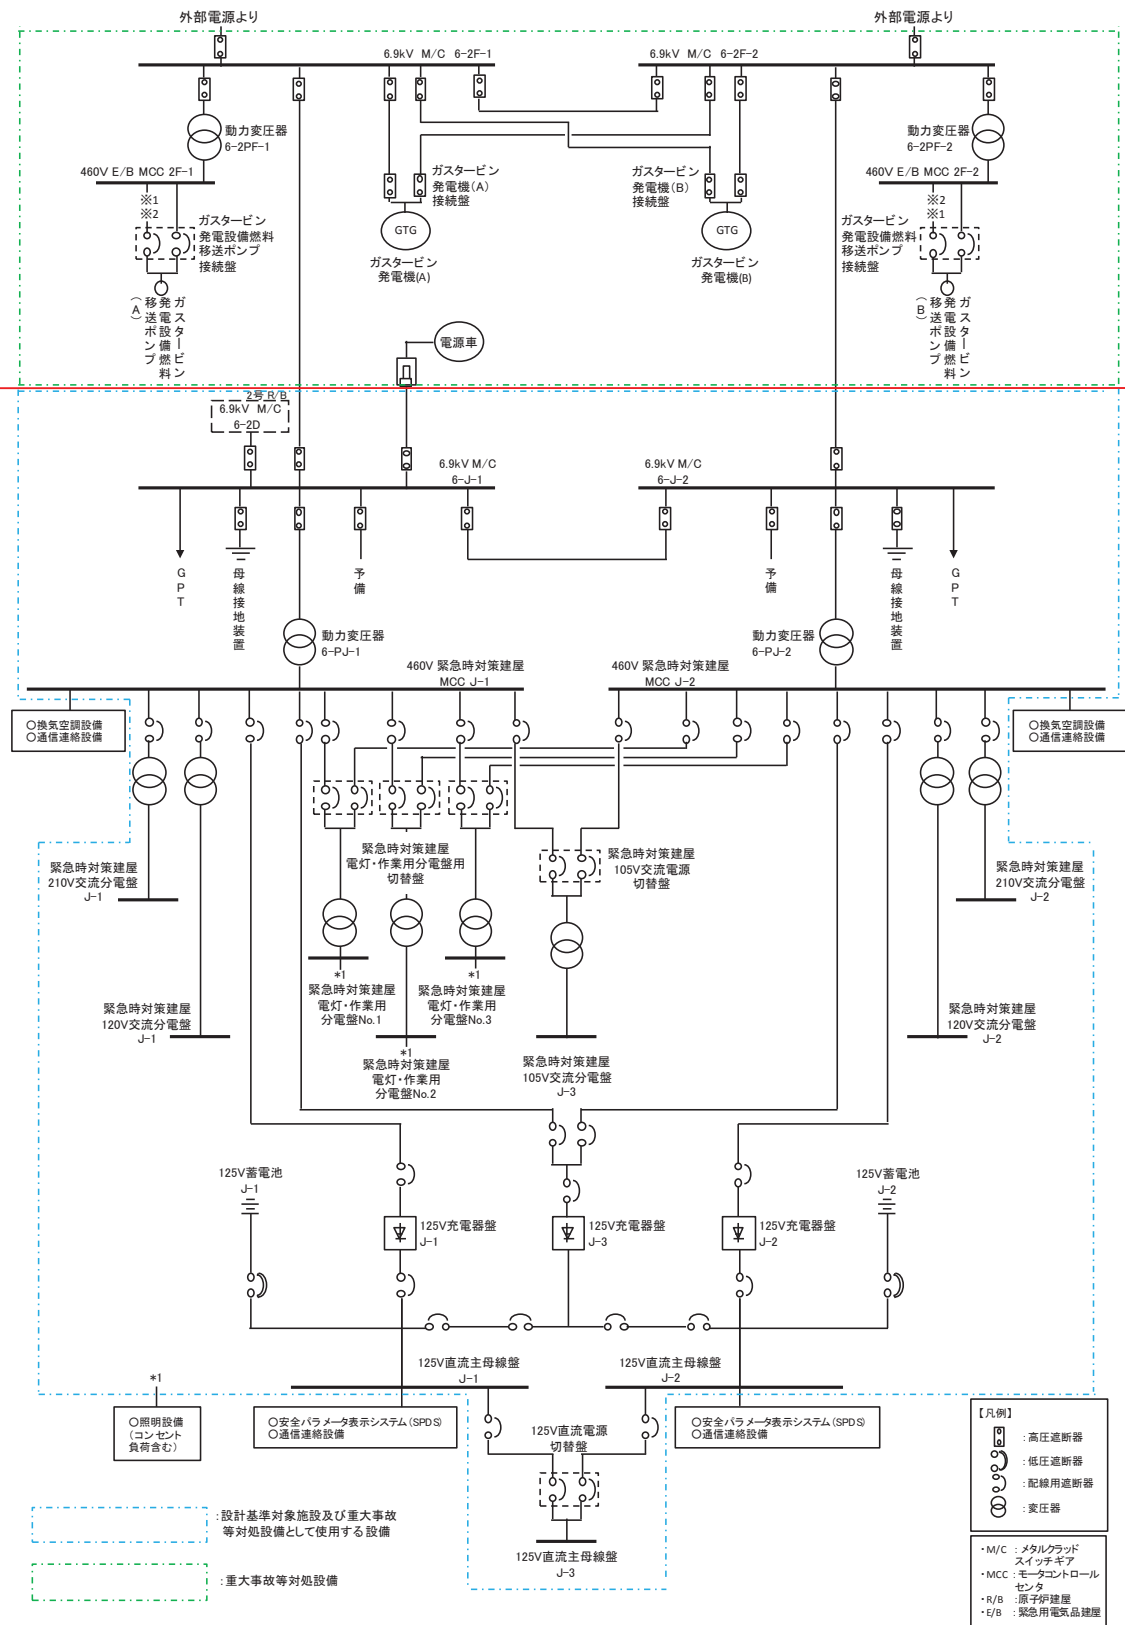 外部電源より
外部電源より
6.9kV M/C 6-2F-1
6.9kV M/C 6-2F-2
動力変圧器
6-2PF-1
動力変圧器
6-2PF-2
460V E/B MCC 2F-1
460V E/B MCC 2F-2
ガスタービン
発電機(A)
接続盤
ガスタービン
発電機(B)
接続盤
※1
※2
※2
※1
ガスタービン
発電設備燃料
移送ポンプ
接続盤
ガスタービン
発電設備燃料
移送ポンプ
接続盤
GTG
GTG
ガスタービン
発電機(A)
ガスタービン
発電機(B)
ガスタービン
発電設備燃料
移送ポンプ
(A)
ガスタービン
発電設備燃料
移送ポンプ
(B)
電源車
2号 R/B
6.9kV M/C
6-2D
6.9kV M/C
6-J-1
6.9kV M/C
6-J-2
GPT
母線接地装置
予備
予備
母線接地装置
GPT
動力変圧器
6-PJ-1
動力変圧器
6-PJ-2
460V 緊急時対策建屋
MCC J-1
460V 緊急時対策建屋
MCC J-2
○換気空調設備
○通信連絡設備
○換気空調設備
○通信連絡設備
緊急時対策建屋
電灯・作業用分電盤用
切替盤
緊急時対策建屋
105V交流電源
切替盤
緊急時対策建屋
210V交流分電盤
J-1
緊急時対策建屋
210V交流分電盤
J-2
*1
緊急時対策建屋
電灯・作業用
分電盤No.1
*1
緊急時対策建屋
電灯・作業用
分電盤No.3
緊急時対策建屋
120V交流分電盤
J-1
緊急時対策建屋
120V交流分電盤
J-2
*1
緊急時対策建屋
電灯・作業用
分電盤No.2
緊急時対策建屋
105V交流分電盤
J-3
125V蓄電池
J-1
125V蓄電池
J-2
125V充電器盤
J-1
125V充電器盤
J-3
125V充電器盤
J-2
125V直流主母線盤
J-1
125V直流主母線盤
J-2
*1
○照明設備
(コンセント
負荷含む)
○安全パラメータ表示システム(SPDS)
○通信連絡設備
○安全パラメータ表示システム(SPDS)
○通信連絡設備
125V直流電源
切替盤
125V直流主母線盤
J-3
【凡例】
:高圧遮断器
:低圧遮断器
:配線用遮断器
:変圧器
:設計基準対象施設及び重大事故
等対処設備として使用する設備
:重大事故等対処設備
・M/C :メタルクラッド
スイッチギア
・MCC :モータコントロール
センタ
・R/B :原子炉建屋
・E/B :緊急用電気品建屋